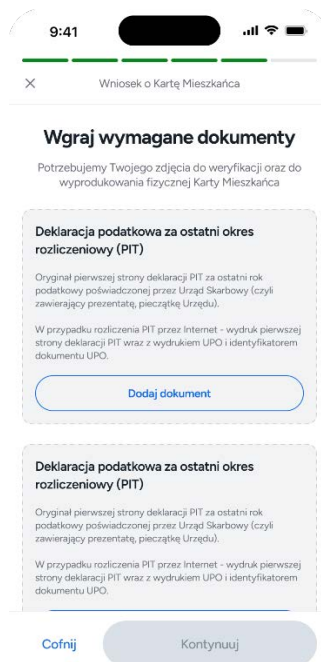 9:41
Wniosek o Kartę Mieszkańca
Wgraj wymagane dokumenty
Potrzebujemy Twojego zdjęcia do weryfikacji oraz do
wyprodukowania fizycznej Karty Mieszkańca
Deklaracja podatkowa za ostatni okres
rozliczeniowy (PIT)
Oryginał pierwszej strony deklaracji PIT za ostatni rok
podatkowy poświadczonej przez Urząd Skarbowy (czyli
zawierający prezentatę, pieczątkę Urzędu).
W przypadku rozliczenia PIT przez Internet - wydruk pierwszej
strony deklaracji PIT wraz z wydrukiem UPO i identyfikatorem
dokumentu UPO.
Dodaj dokument
Deklaracja podatkowa za ostatni okres
rozliczeniowy (PIT)
Oryginał pierwszej strony deklaracji PIT za ostatni rok
podatkowy poświadczonej przez Urząd Skarbowy (czyli
zawierający prezentatę, pieczątkę Urzędu).
W przypadku rozliczenia PIT przez Internet - wydruk pierwszej
strony deklaracji PIT wraz z wydrukiem UPO i identyfikatorem
dokumentu UPO.
Cofnij
Kontynuuj